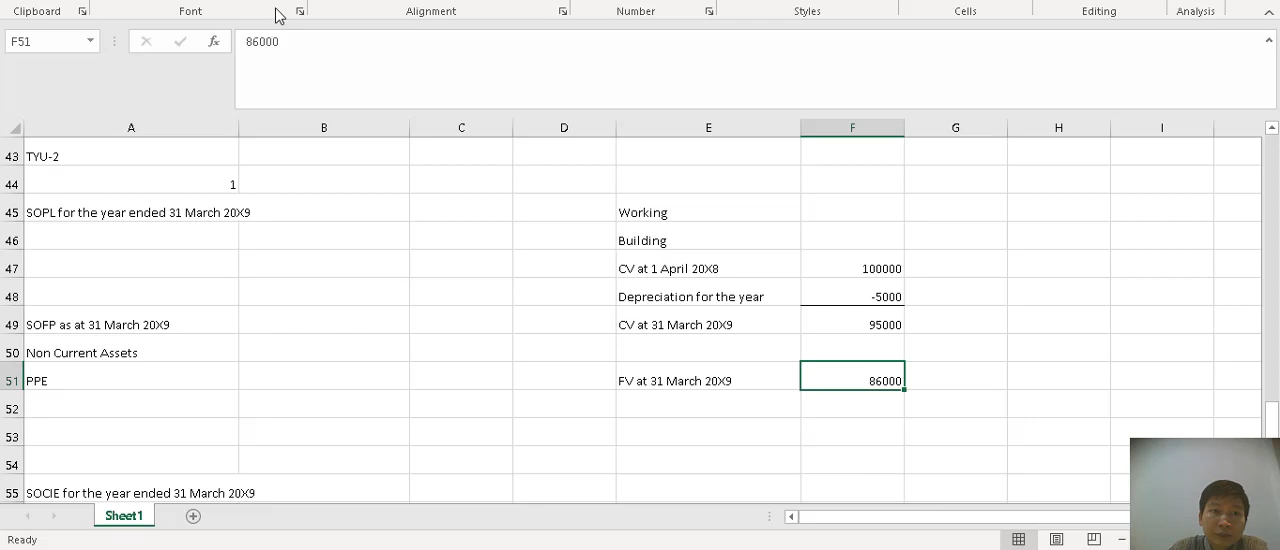 Clipboard Font Alignment Number Styles Cells Editing Analysis
F51 fx 86000
A B C D E F G H I
43 TYU-2
44 1
45 SOPL for the year ended 31 March 20X9 Working
46 Building
47 CV at 1 April 20X8 100000
48 Depreciation for the year -5000
49 SOFP as at 31 March 20X9 CV at 31 March 20X9 95000
50 Non Current Assets
51 PPE FV at 31 March 20X9 86000
52
53
54
55 SOCIE for the year ended 31 March 20X9
Sheet1
Ready